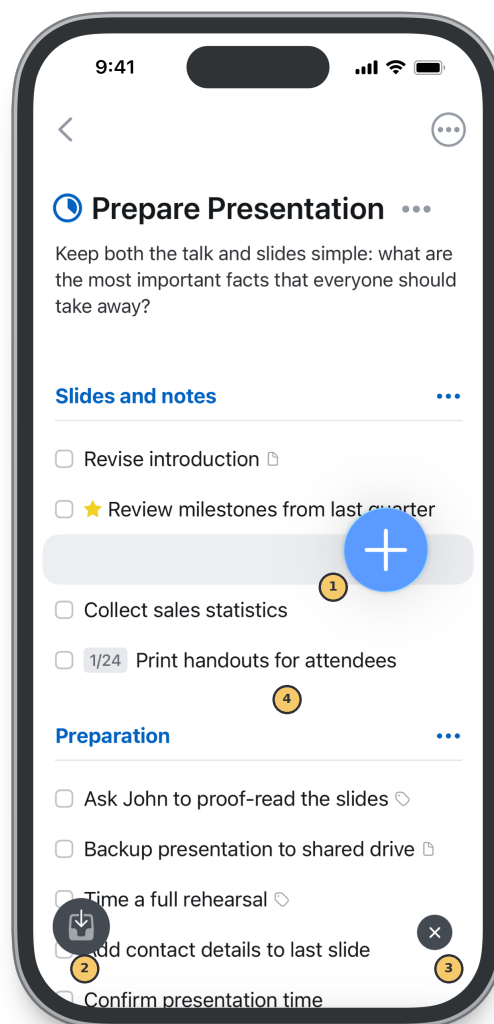 9:41
Prepare Presentation
Keep both the talk and slides simple: what are
the most important facts that everyone should
take away?
Slides and notes
Revise introduction
Review milestones from last quarter
1
Collect sales statistics
1/24 Print handouts for attendees
4
Preparation
Ask John to proof-read the slides
Backup presentation to shared drive
Time a full rehearsal
Add contact details to last slide
2
3
Confirm presentation time